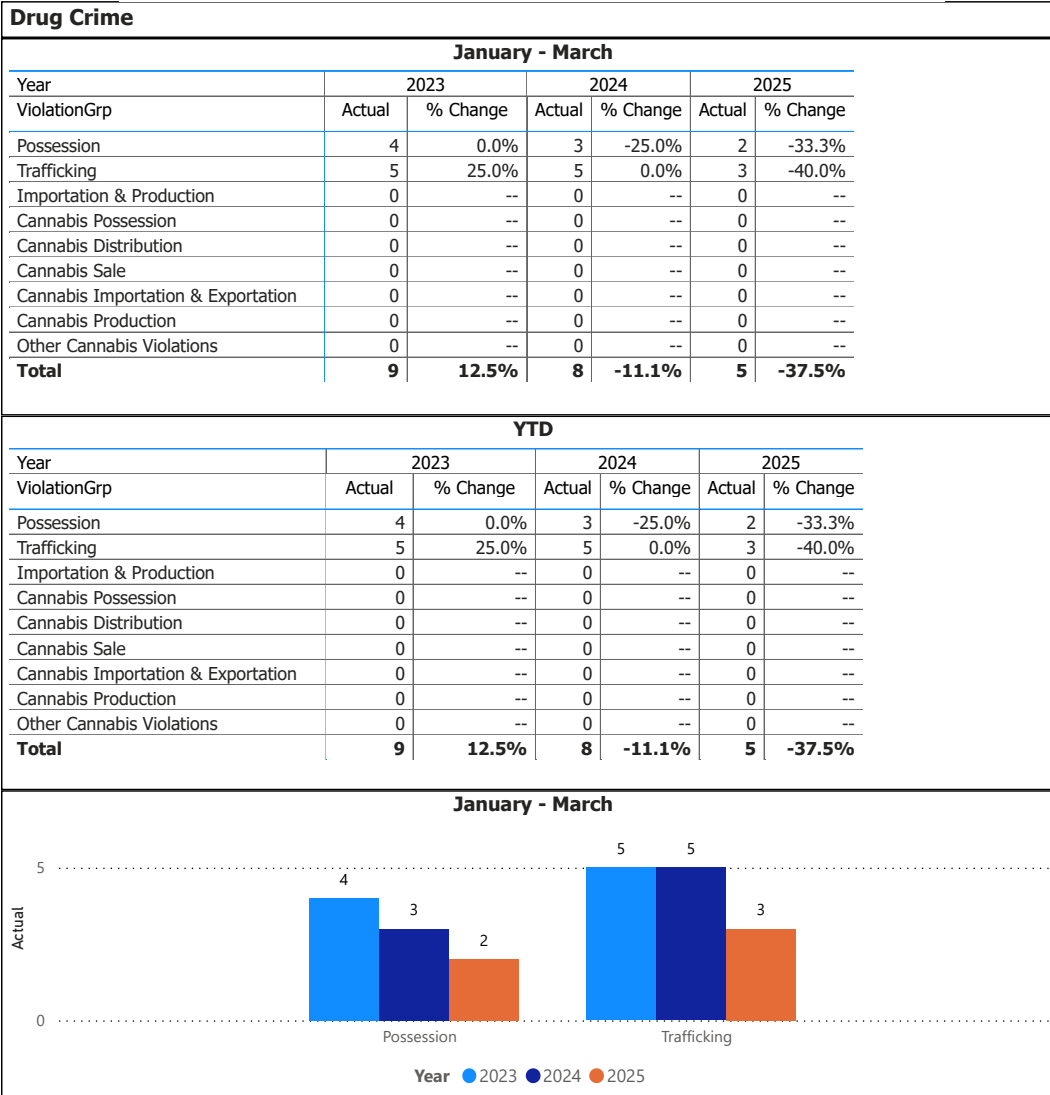 Drug Crime
January - March
Year 2023 2024 2025
ViolationGrp Actual % Change Actual % Change Actual % Change
Possession 4 0.0% 3 -25.0% 2 -33.3%
Trafficking 5 25.0% 5 0.0% 3 -40.0%
Importation & Production 0 -- 0 -- 0 --
Cannabis Possession 0 -- 0 -- 0 --
Cannabis Distribution 0 -- 0 -- 0 --
Cannabis Sale 0 -- 0 -- 0 --
Cannabis Importation & Exportation 0 -- 0 -- 0 --
Cannabis Production 0 -- 0 -- 0 --
Other Cannabis Violations 0 -- 0 -- 0 --
Total 9 12.5% 8 -11.1% 5 -37.5%
YTD
Year 2023 2024 2025
ViolationGrp Actual % Change Actual % Change Actual % Change
Possession 4 0.0% 3 -25.0% 2 -33.3%
Trafficking 5 25.0% 5 0.0% 3 -40.0%
Importation & Production 0 -- 0 -- 0 --
Cannabis Possession 0 -- 0 -- 0 --
Cannabis Distribution 0 -- 0 -- 0 --
Cannabis Sale 0 -- 0 -- 0 --
Cannabis Importation & Exportation 0 -- 0 -- 0 --
Cannabis Production 0 -- 0 -- 0 --
Other Cannabis Violations 0 -- 0 -- 0 --
Total 9 12.5% 8 -11.1% 5 -37.5%
January - March
5 5
5
4
3 3
2
Actual
0
Possession Trafficking
Year 2023 2024 2025